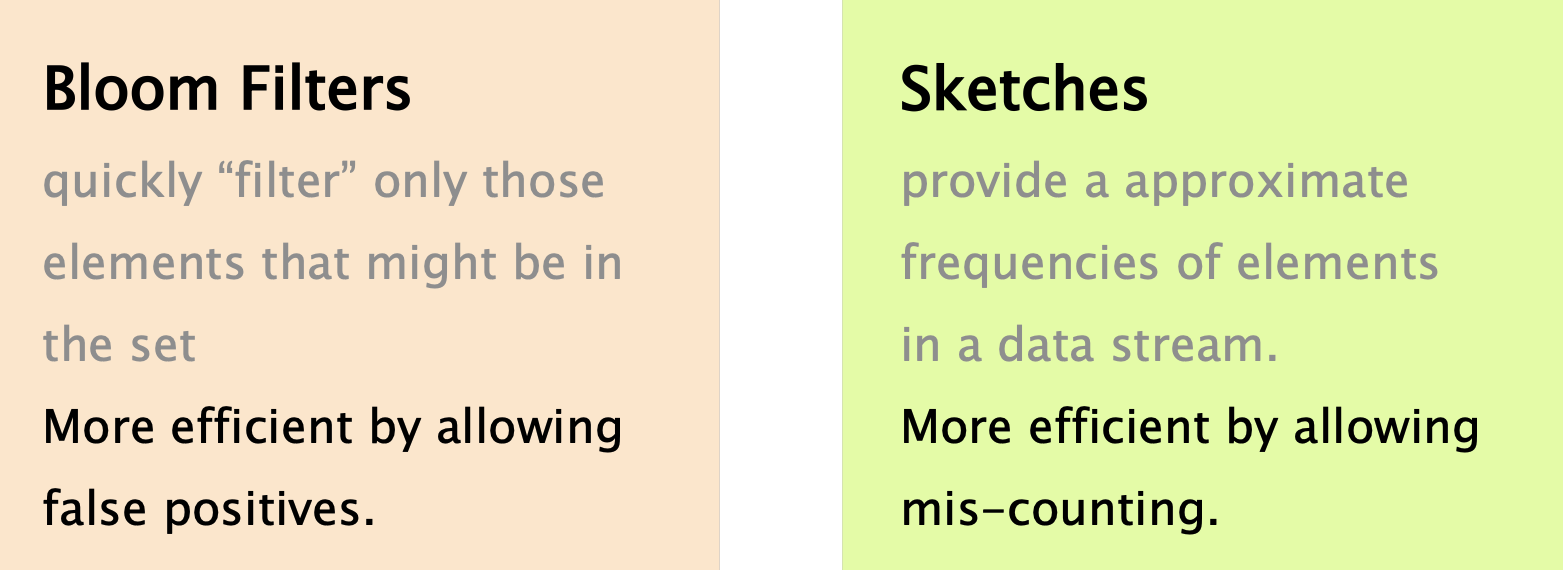 Bloom Filters
quickly “filter” only those
elements that might be in
the set
More efficient by allowing
false positives.
Sketches
provide a approximate
frequencies of elements
in a data stream.
More efficient by allowing
mis-counting.